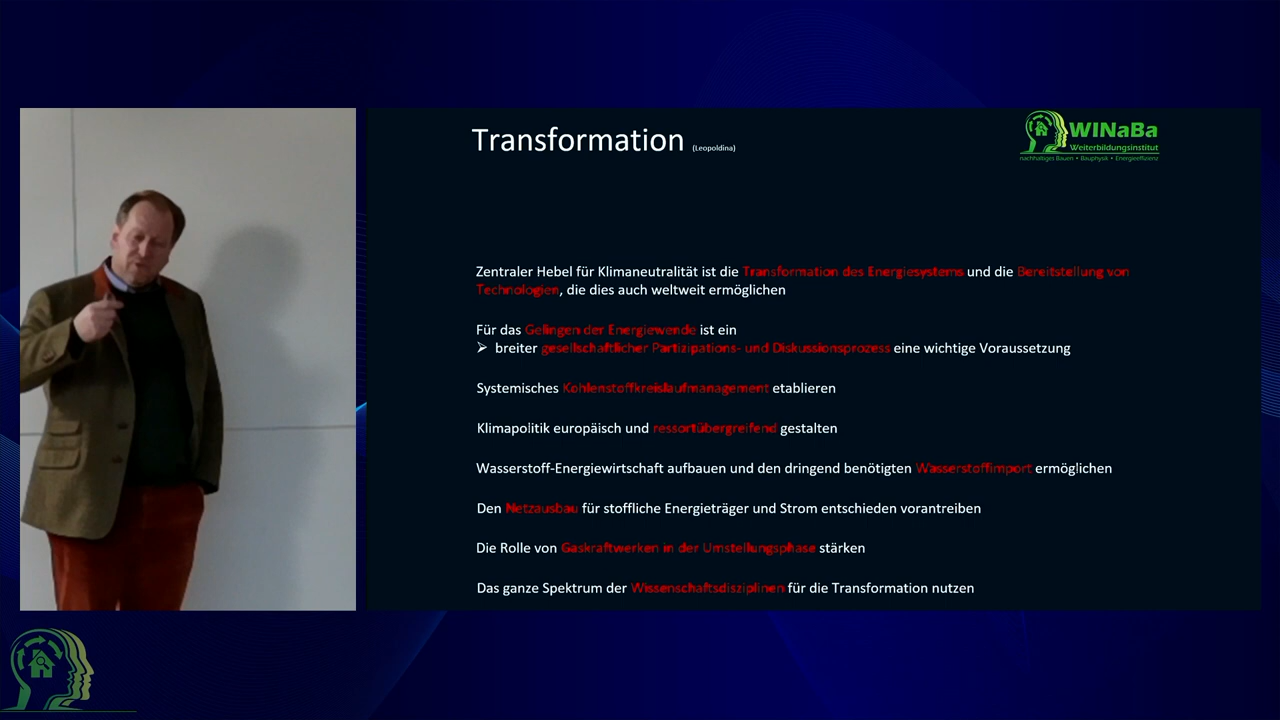 Transformation (Leopoldina)
WINaBa
Weiterbildungsinstitut
nachhaltiges Bauen • Bauphysik • Energieeffizienz
Zentraler Hebel für Klimaneutralität ist die Transformation des Energiesystems und die Bereitstellung von
Technologien, die dies auch weltweit ermöglichen
Für das Gelingen der Energiewende ist ein
➢ breiter gesellschaftlicher Partizipations- und Diskussionsprozess eine wichtige Voraussetzung
Systemisches Kohlenstoffkreislaufmanagement etablieren
Klimapolitik europäisch und ressortübergreifend gestalten
Wasserstoff-Energiewirtschaft aufbauen und den dringend benötigten Wasserstoffimport ermöglichen
Den Netzausbau für stoffliche Energieträger und Strom entschieden vorantreiben
Die Rolle von Gaskraftwerken in der Umstellungsphase stärken
Das ganze Spektrum der Wissenschaftsdisziplinen für die Transformation nutzen